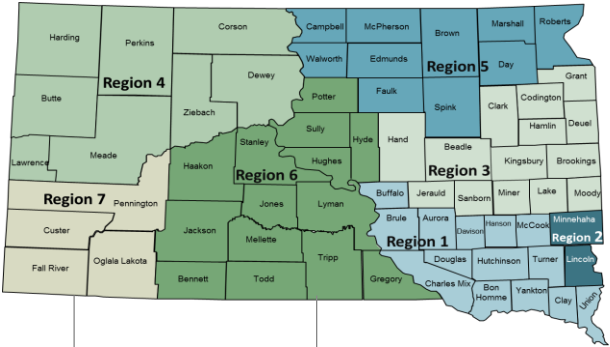 Harding
Perkins
Corson
Campbell
McPherson
Brown
Marshall
Roberts
Walworth
Edmunds
Day
Region 5
Dewey
Region 4
Grant
Butte
Potter
Faulk
Spink
Clark
Codington
Ziebach
Sully
Hyde
Hand
Hamlin
Deuel
Lawrence
Meade
Stanley
Beadle
Haakon
Hughes
Region 3
Kingsbury
Brookings
Region 6
Region 7
Pennington
Jones
Lyman
Buffalo
Jerauld
Sanborn
Miner
Lake
Moody
Custer
Jackson
Mellette
Brule
Aurora
Davison
Hanson
McCook
Minnehaha
Region 1
Region 2
Fall River
Oglala Lakota
Tripp
Douglas
Hutchinson
Turner
Lincoln
Bennett
Todd
Gregory
Charles Mix
Bon
Homme
Yankton
Clay
Union